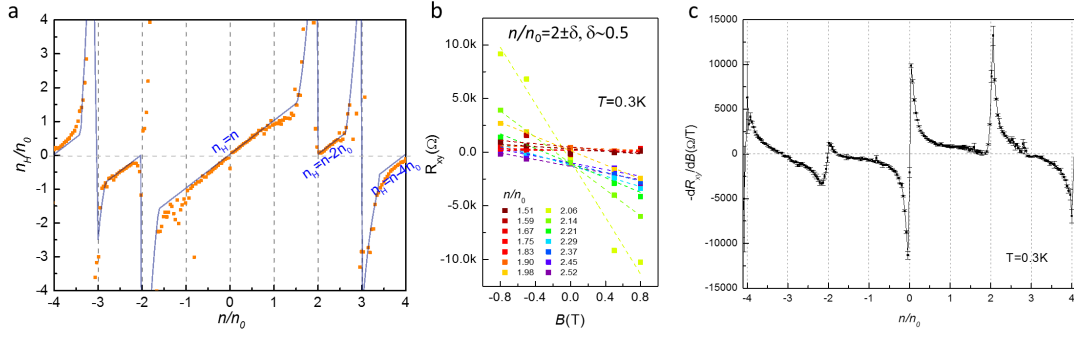 a
4
3
2
1
0
-1
-2
-3
-4
n_H/n_0
-4 -3 -2 -1 0 1 2 3 4
n/n_0
n_H=n
n_H=n-2n_0
n_H=n-4n_0
b
n/n_0=2±δ, δ~0.5
10.0k
5.0k
0.0
-5.0k
-10.0k
R_xy(Ω)
T=0.3K
n/n_0
1.51 2.06
1.59 2.14
1.67 2.21
1.75 2.29
1.83 2.37
1.90 2.45
1.98 2.52
-0.8 -0.4 0.0 0.4 0.8
B(T)
c
15000
10000
5000
0
-5000
-10000
-15000
-dR_xy/dB(Ω/T)
T=0.3K
-4 -3 -2 -1 0 1 2 3 4
n/n_0